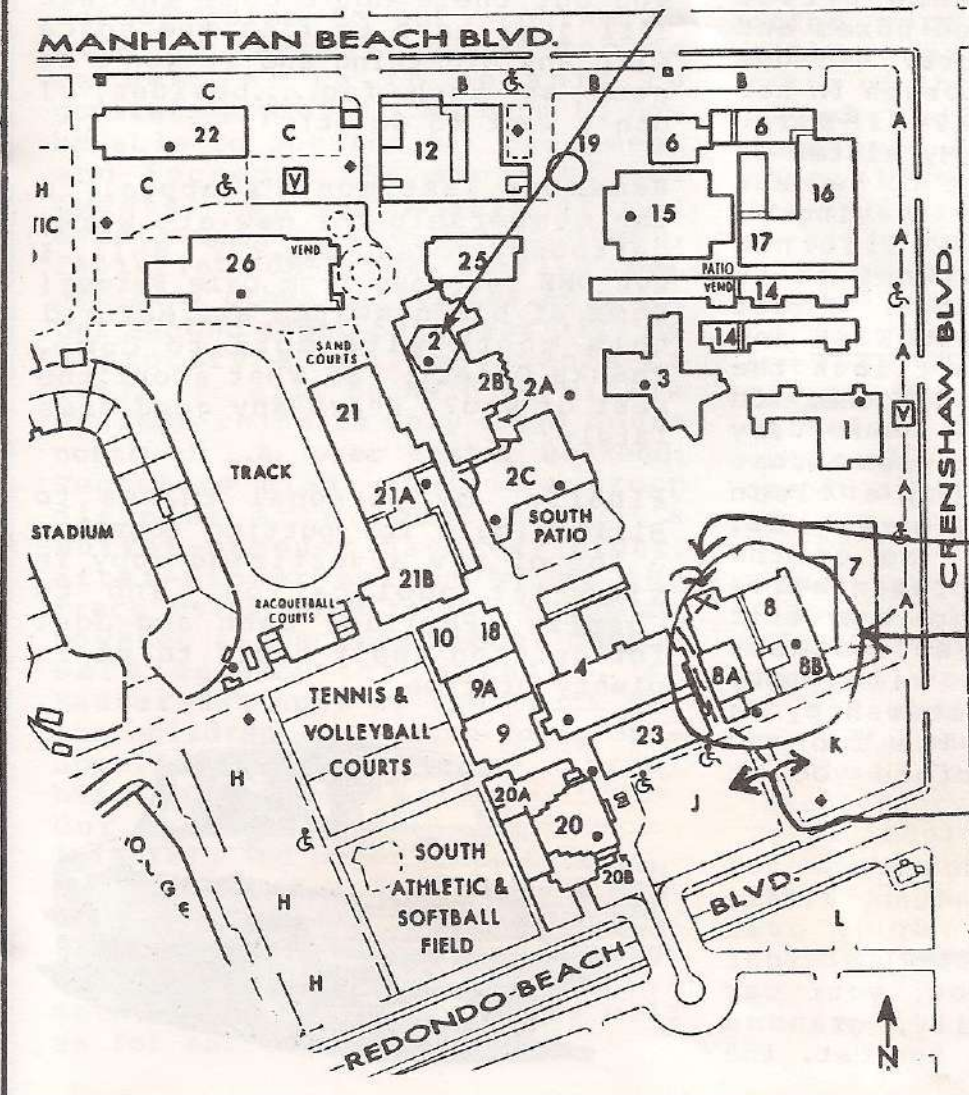 MANHATTAN BEACH BLVD.
C
B
B
B
22
C
12
19
6
6
A
C
V
H
TIC
15
16
17
A
26
VEND
25
PATIO
VEND
14
14
SAND
COURTS
2
2B
2A
3
1
A
V
CRENSHAW BLVD.
21
TRACK
21A
2C
SOUTH
PATIO
A
STADIUM
21B
7
RACQUETBALL
COURTS
10
18
8
A
4
8A
8B
9A
TENNIS &
VOLLEYBALL
COURTS
9
23
K
H
20A
J
20
SOUTH
ATHLETIC &
SOFTBALL
FIELD
20B
H
BLVD.
L
H
REDONDO-BEACH
N